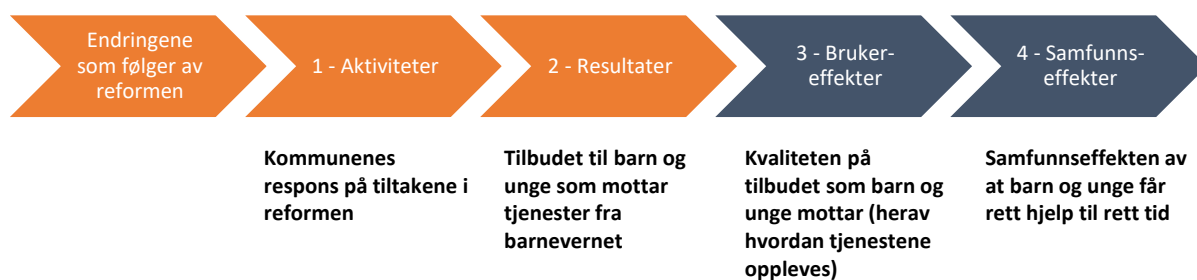 Endringene
som følger av
reformen
1 - Aktiviteter
2 - Resultater
3 - Bruker-
effekter
4 - Samfunns-
effekter
Kommunenes
respons på tiltakene i
reformen
Tilbudet til barn og
unge som mottar
tjenester fra
barnevernet
Kvaliteten på
tilbudet som barn og
unge mottar (herav
hvordan tjenestene
oppleves)
Samfunnseffekten av
at barn og unge får
rett hjelp til rett tid